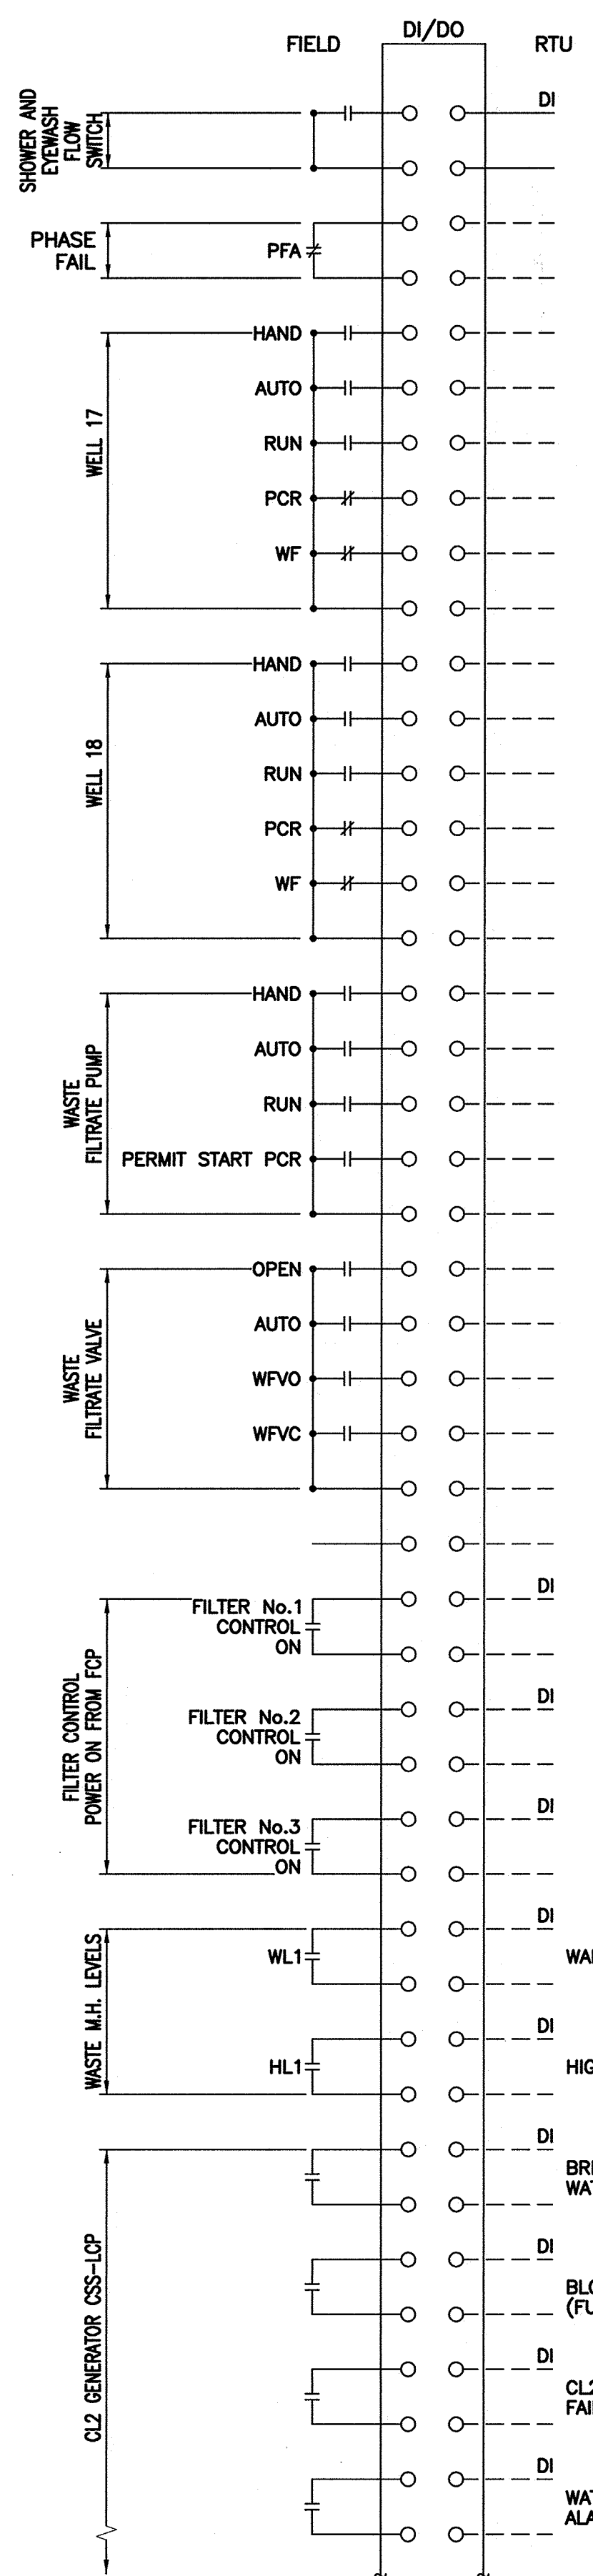 FIELD
DI/DO
RTU
SHOWER AND
EYEWASH
FLOW
SWITCH
DI
PHASE
FAIL
PFA
WELL 17
HAND
AUTO
RUN
PCR
WF
WELL 18
HAND
AUTO
RUN
PCR
WF
WASTE
FILTRATE PUMP
HAND
AUTO
RUN
PERMIT START PCR
WASTE
FILTRATE VALVE
OPEN
AUTO
WFVO
WFVC
FILTER CONTROL
POWER ON FROM FCP
DI
FILTER No.1
CONTROL
ON
DI
FILTER No.2
CONTROL
ON
DI
FILTER No.3
CONTROL
ON
WASTE M.H. LEVELS
DI
WL1
DI
HL1
CL2 GENERATOR CSS-LCP
DI
DI
DI
CL2
DI